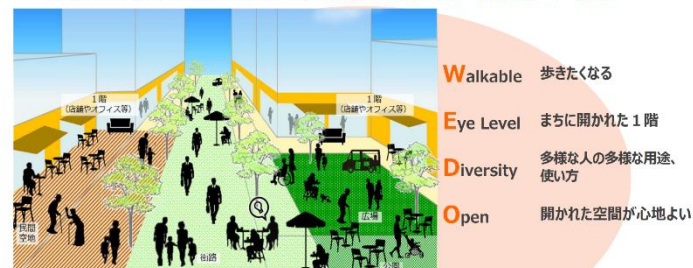 1階
(店舗やオフィス等)
1階
(店舗やオフィス等)
民間
空地
街路
広場
公園
Walkable 歩きたくなる
Eye Level まちに開かれた1階
Diversity 多様な人の多様な用途、
使い方
Open 開かれた空間が心地よい